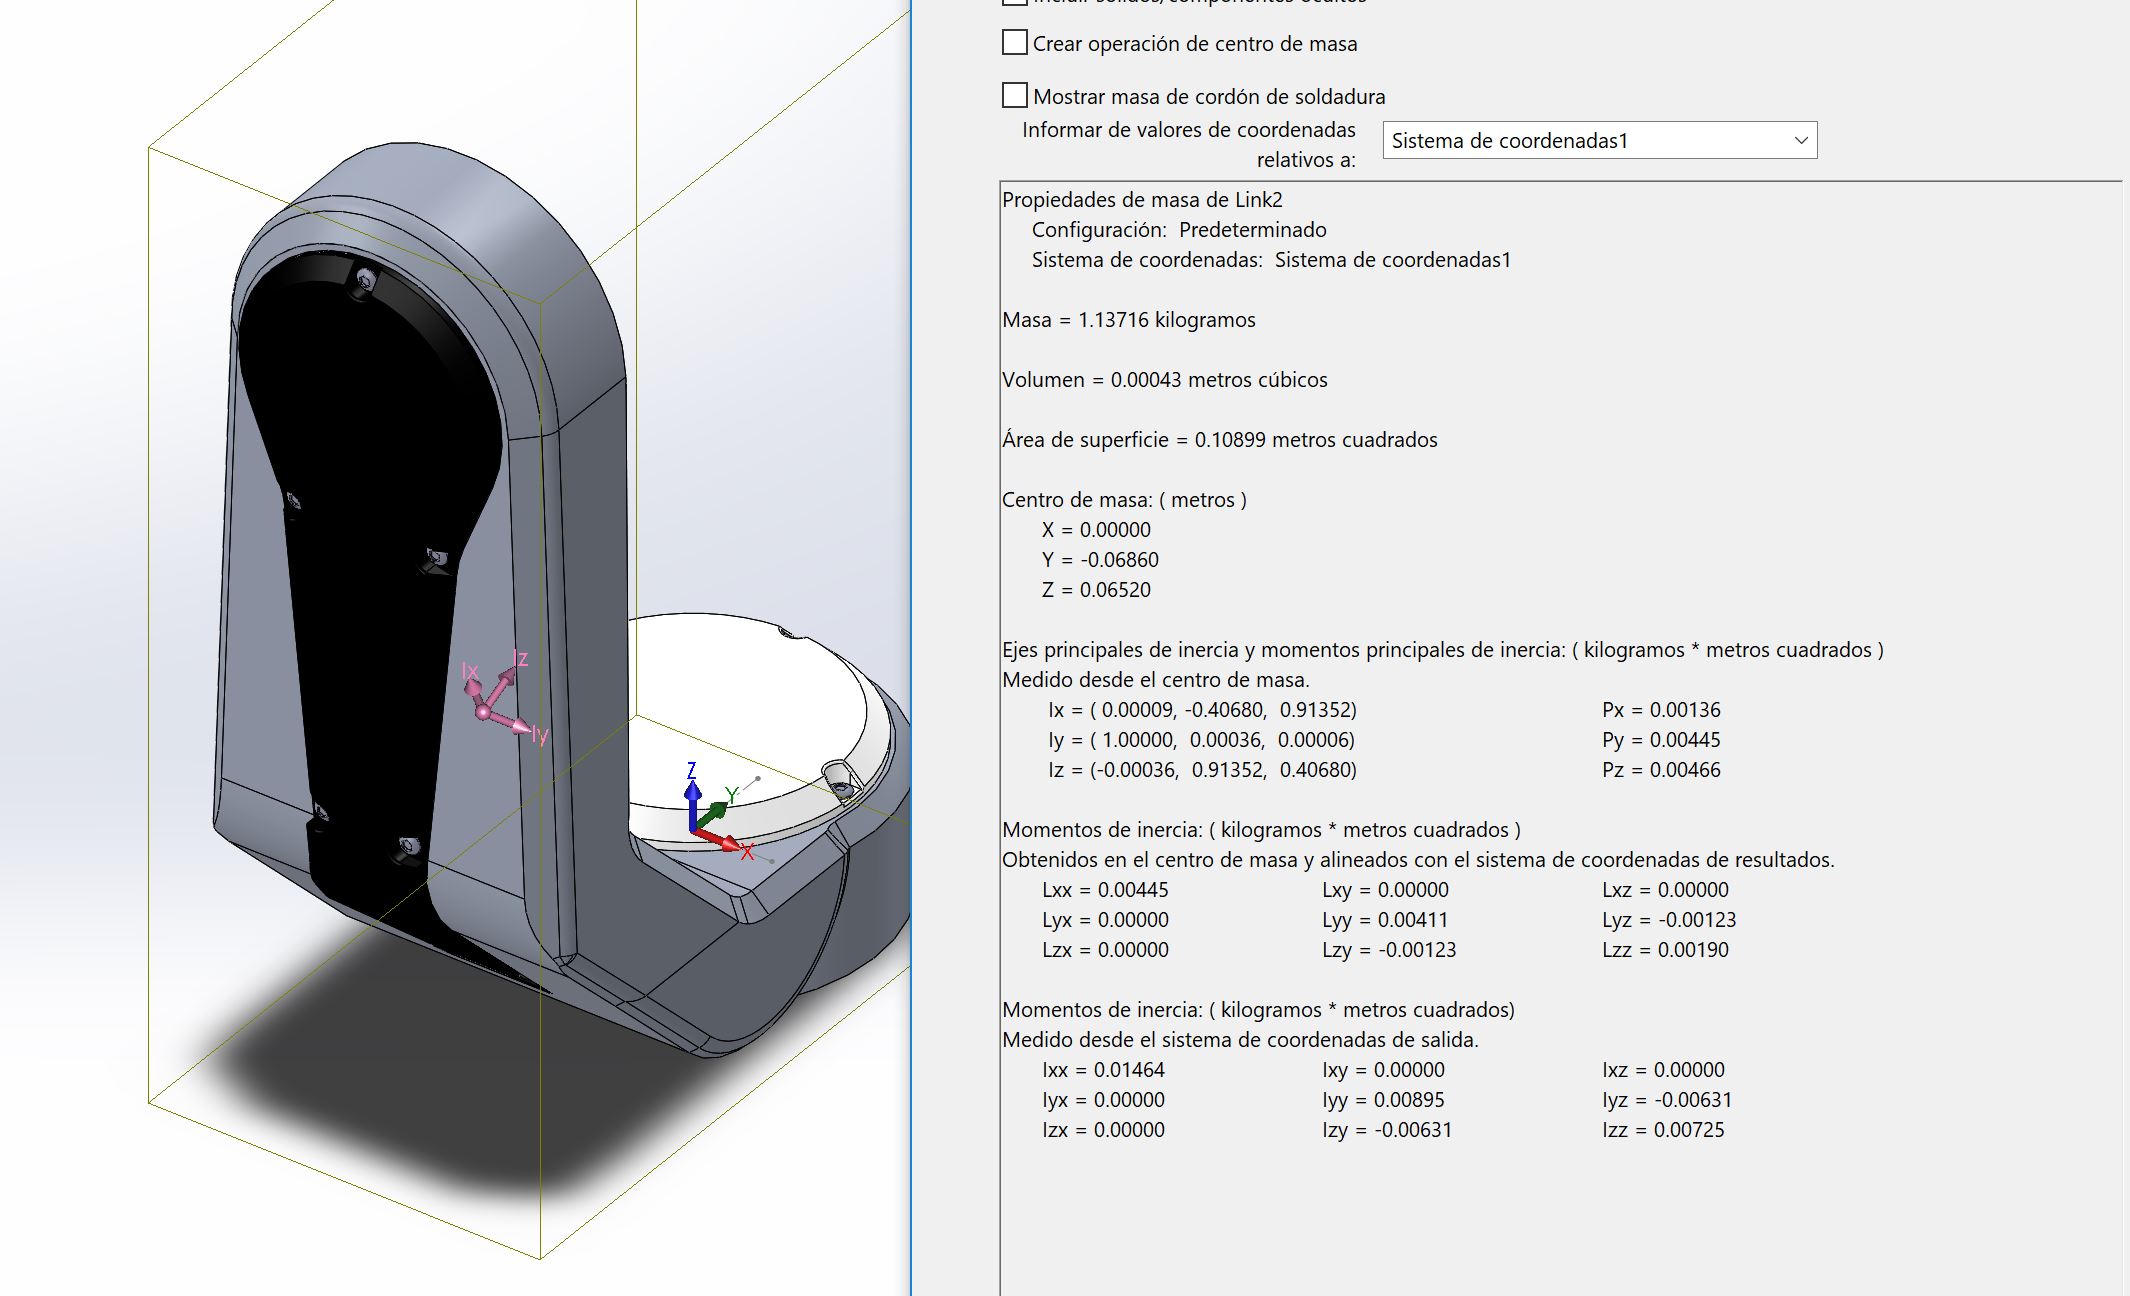 Incluir sólidos/componentes ocultos
Crear operación de centro de masa
Mostrar masa de cordón de soldadura
Informar de valores de coordenadas relativos a: Sistema de coordenadas1
Propiedades de masa de Link2
Configuración: Predeterminado
Sistema de coordenadas: Sistema de coordenadas1
Masa = 1.13716 kilogramos
Volumen = 0.00043 metros cúbicos
Área de superficie = 0.10899 metros cuadrados
Centro de masa: ( metros )
X = 0.00000
Y = -0.06860
Z = 0.06520
Ejes principales de inercia y momentos principales de inercia: ( kilogramos * metros cuadrados )
Medido desde el centro de masa.
Ix = ( 0.00009, -0.40680, 0.91352) Px = 0.00136
Iy = ( 1.00000, 0.00036, 0.00006) Py = 0.00445
Iz = (-0.00036, 0.91352, 0.40680) Pz = 0.00466
Momentos de inercia: ( kilogramos * metros cuadrados )
Obtenidos en el centro de masa y alineados con el sistema de coordenadas de resultados.
Lxx = 0.00445 Lxy = 0.00000 Lxz = 0.00000
Lyx = 0.00000 Lyy = 0.00411 Lyz = -0.00123
Lzx = 0.00000 Lzy = -0.00123 Lzz = 0.00190
Momentos de inercia: ( kilogramos * metros cuadrados)
Medido desde el sistema de coordenadas de salida.
Ixx = 0.01464 Ixy = 0.00000 Ixz = 0.00000
Iyx = 0.00000 Iyy = 0.00895 Iyz = -0.00631
Izx = 0.00000 Izy = -0.00631 Izz = 0.00725
Ix
Iz
Iy
Z
Y
X